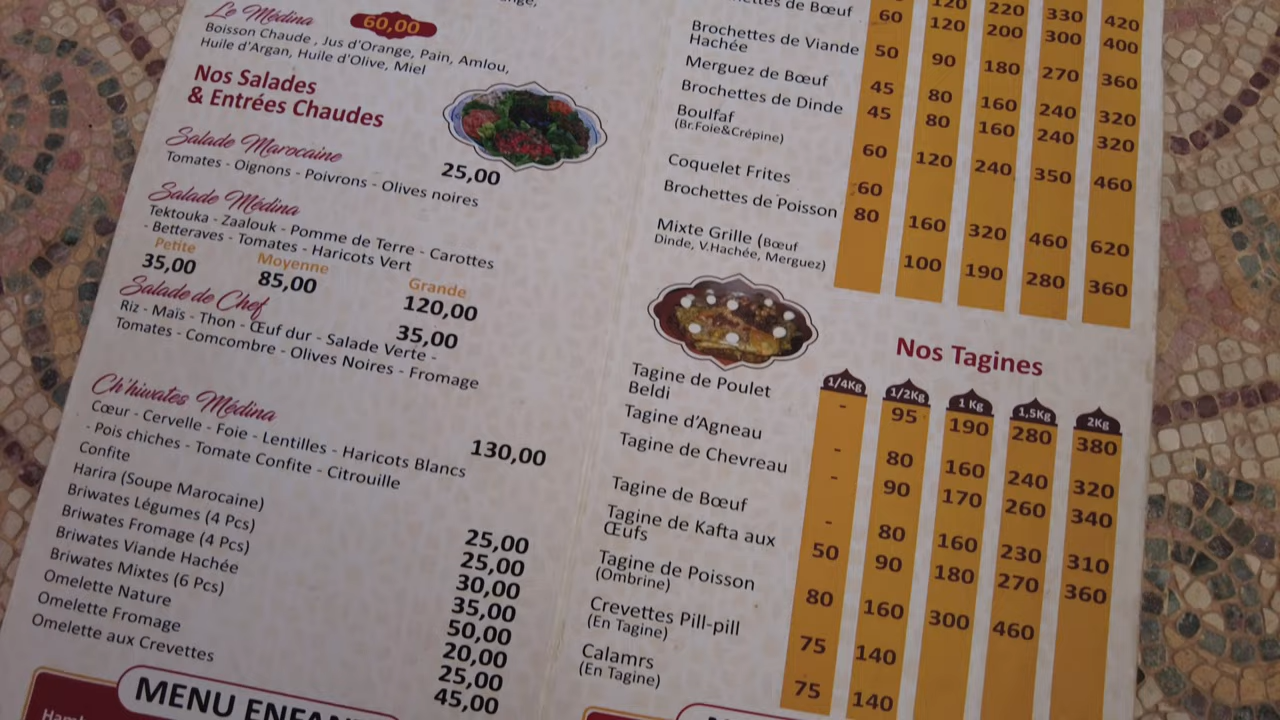 Le Médina 60,00
Boisson Chaude , Jus d'Orange, Pain, Amlou,
Huile d'Argan, Huile d'Olive, Miel
Nos Salades
& Entrées Chaudes
Salade Marocaine 25,00
Tomates - Oignons - Poivrons - Olives noires
Salade Médina
Tektouka - Zaalouk - Pomme de Terre - Carottes
- Betteraves - Tomates - Haricots Vert
Petite Moyenne Grande
35,00 85,00 120,00
Salade de Chef 35,00
Riz - Maïs - Thon - Œuf dur - Salade Verte -
Tomates - Comcombre - Olives Noires - Fromage
Ch'hiwates Médina 130,00
Cœur - Cervelle - Foie - Lentilles - Haricots Blancs
- Pois chiches - Tomate Confite - Citrouille
Confite
Harira (Soupe Marocaine) 25,00
Briwates Légumes (4 Pcs) 25,00
Briwates Fromage (4 Pcs) 30,00
Briwates Viande Hachée 35,00
Briwates Mixtes (6 Pcs) 50,00
Omelette Nature 20,00
Omelette Fromage 25,00
Omelette aux Crevettes 45,00
MENU ENFAN
de Bœuf 60 120 220 330 420
120 200 300 400
Brochettes de Viande
Hachée 50 90 180 270 360
Merguez de Bœuf 45 80 160 240 320
Brochettes de Dinde 45 80 160 240 320
Boulfaf
(Br.Foie&Crépine) 60 120 240 350 460
Coquelet Frites 60
Brochettes de Poisson 80 160 320 460 620
Mixte Grille (Bœuf
Dinde, V.Hachée, Merguez) 100 190 280 360
Nos Tagines
1/4Kg 1/2Kg 1 Kg 1,5Kg 2Kg
Tagine de Poulet
Beldi - 95 190 280 380
Tagine d'Agneau - 80 160 240 320
Tagine de Chevreau - 90 170 260 340
Tagine de Bœuf - 80 160 230 310
Tagine de Kafta aux
Œufs 50 90 180 270 360
Tagine de Poisson
(Ombrine) 80 160 300 460
Crevettes Pill-pill
(En Tagine) 75 140
Calamrs
(En Tagine) 75 140